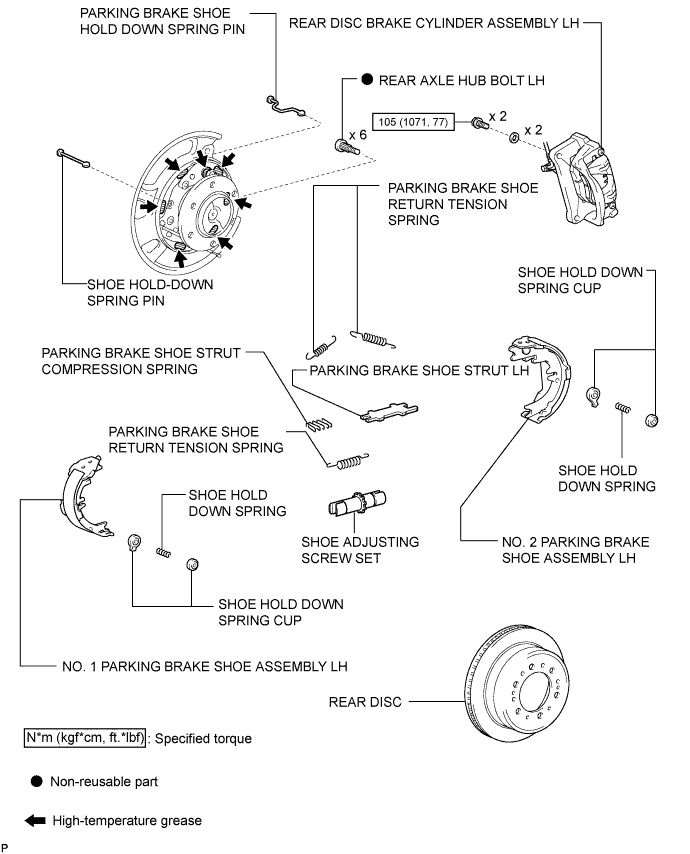 PARKING BRAKE SHOE
HOLD DOWN SPRING PIN
REAR DISC BRAKE CYLINDER ASSEMBLY LH
REAR AXLE HUB BOLT LH
105 (1071, 77)
x 2
x 2
x 6
PARKING BRAKE SHOE
RETURN TENSION
SPRING
SHOE HOLD-DOWN
SPRING PIN
SHOE HOLD DOWN
SPRING CUP
PARKING BRAKE SHOE STRUT
COMPRESSION SPRING
PARKING BRAKE SHOE STRUT LH
PARKING BRAKE SHOE
RETURN TENSION SPRING
SHOE HOLD
DOWN SPRING
SHOE HOLD
DOWN SPRING
SHOE ADJUSTING
SCREW SET
NO. 2 PARKING BRAKE
SHOE ASSEMBLY LH
SHOE HOLD DOWN
SPRING CUP
NO. 1 PARKING BRAKE SHOE ASSEMBLY LH
REAR DISC
N*m (kgf*cm, ft.*lbf) : Specified torque
Non-reusable part
High-temperature grease
P